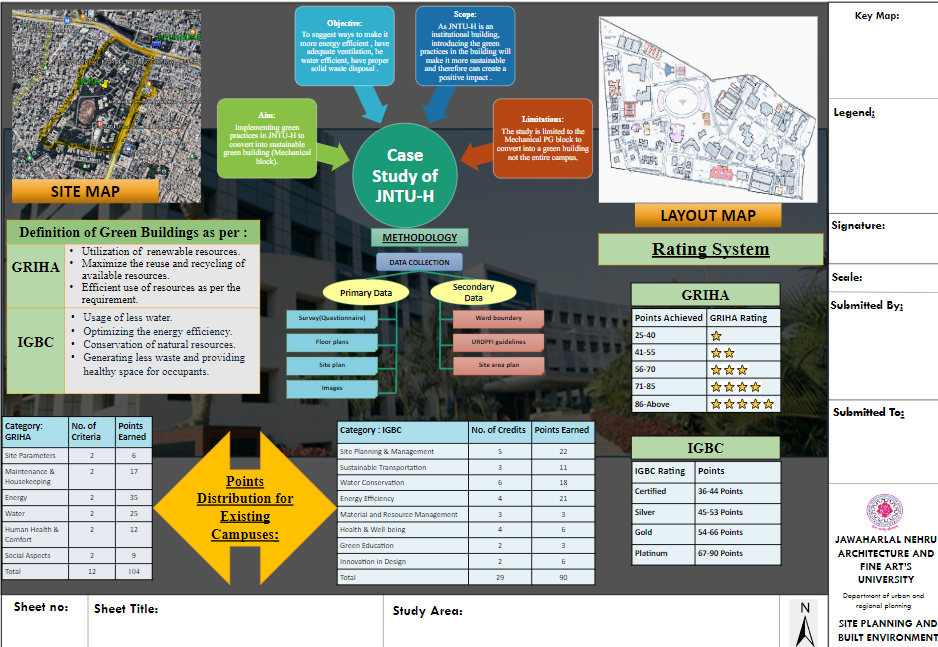 SITE MAP
Objective:
To suggest ways to make it
more energy efficient , have
adequate ventilation, be
water efficient, have proper
solid waste disposal .
Scope:
As JNTU-H is an
institutional building,
introducing the green
practices in the building will
make it more sustainable
and therefore can create a
positive impact .
Aim:
Implementing green
practices in JNTU-H to
convert into sustainable
green building (Mechanical
block).
Limitations:
The study is limited to the
Mechanical PG block to
convert into a green building
not the entire campus.
Case
Study of
JNTU-H
LAYOUT MAP
METHODOLOGY
DATA COLLECTION
Primary Data
Secondary
Data
Survey(Questionnaire)
Floor plans
Site plan
Images
Ward boundary
URDPFI guidelines
Site area plan
Definition of Green Buildings as per :
GRIHA
• Utilization of renewable resources.
• Maximize the reuse and recycling of
available resources.
• Efficient use of resources as per the
requirement.
IGBC
• Usage of less water.
• Optimizing the energy efficiency.
• Conservation of natural resources.
• Generating less waste and providing
healthy space for occupants.
Rating System
GRIHA
Points Achieved GRIHA Rating
25-40
41-55
56-70
71-85
86-Above
IGBC
IGBC Rating Points
Certified 36-44 Points
Silver 45-53 Points
Gold 54-66 Points
Platinum 67-90 Points
Category: No. of Points
GRIHA Criteria Earned
Site Parameters 2 6
Maintenance & 2 17
Housekeeping
Energy 2 35
Water 2 25
Human Health & 2 12
Comfort
Social Aspects 2 9
Total 12 104
Points
Distribution for
Existing
Campuses:
Category : IGBC No. of Credits Points Earned
Site Planning & Management 5 22
Sustainable Transportation 3 11
Water Conservation 6 18
Energy Efficiency 4 21
Material and Resource Management 3 3
Health & Well being 4 6
Green Education 2 3
Innovation in Design 2 6
Total 29 90
Key Map:
Legend:
Signature:
Scale:
Submitted By:
Submitted To:
JAWAHARLAL NEHRU
ARCHITECTURE AND
FINE ART'S
UNIVERSITY
Department of urban and
regional planning
SITE PLANNING AND
BUILT ENVIRONMENT
Sheet no:
Sheet Title:
Study Area:
N